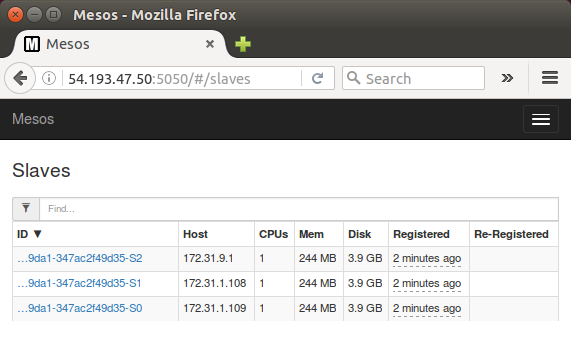 Mesos - Mozilla Firefox
M Mesos
54.193.47.50:5050/#/slaves
Search
Mesos
Slaves
Find...
ID ▼ Host CPUs Mem Disk Registered Re-Registered
…9da1-347ac2f49d35-S2 172.31.9.1 1 244 MB 3.9 GB 2 minutes ago
…9da1-347ac2f49d35-S1 172.31.1.108 1 244 MB 3.9 GB 2 minutes ago
…9da1-347ac2f49d35-S0 172.31.1.109 1 244 MB 3.9 GB 2 minutes ago